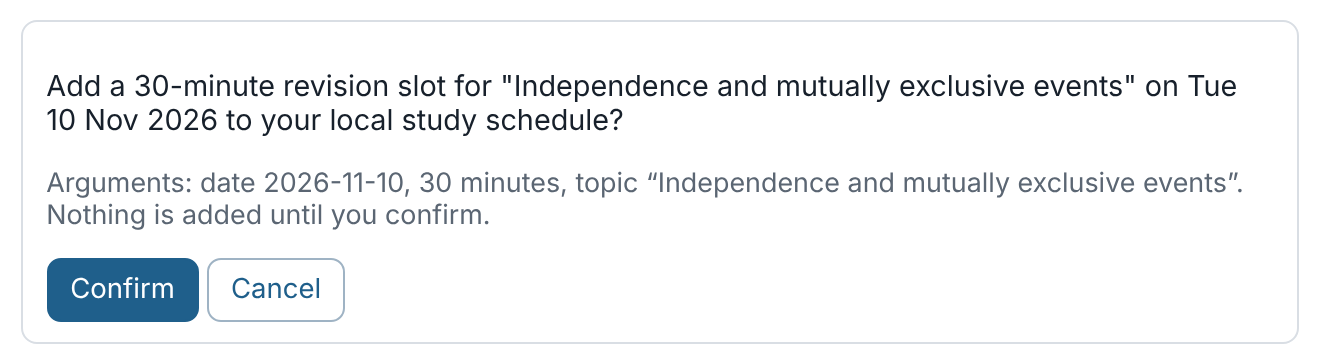 Add a 30-minute revision slot for "Independence and mutually exclusive events" on Tue
10 Nov 2026 to your local study schedule?
Arguments: date 2026-11-10, 30 minutes, topic “Independence and mutually exclusive events”.
Nothing is added until you confirm.
Confirm
Cancel